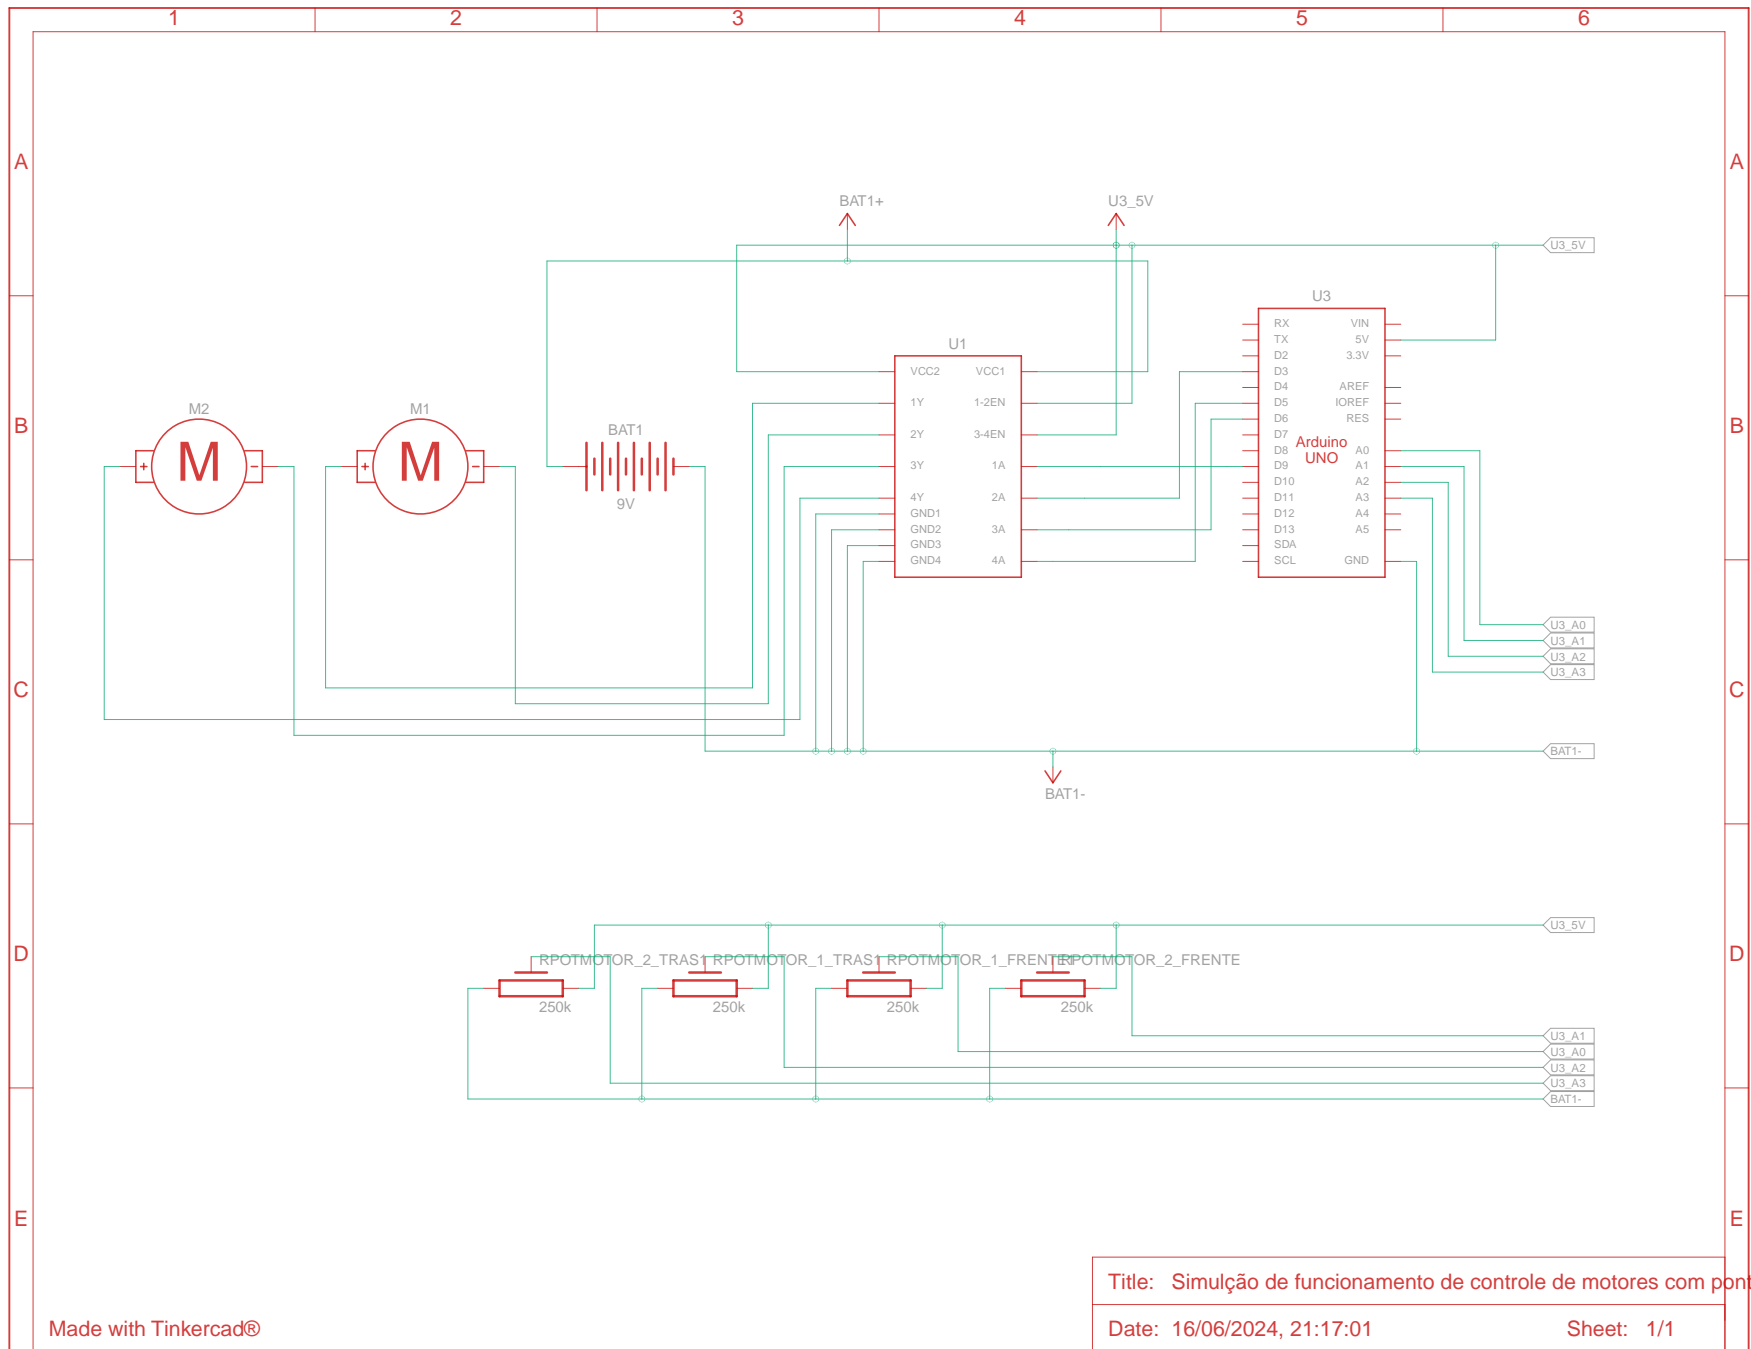 1 2 3 4 5 6
A A
BAT1+ U3_5V
U3_5V
U3
RX VIN
TX 5V
D2 3.3V
D3
D4 AREF
D5 IOREF
D6 RES
D7
D8 A0
D9 A1
D10 A2
D11 A3
D12 A4
D13 A5
SDA
SCL GND
Arduino
UNO
U1
VCC2 VCC1
1Y 1-2EN
2Y 3-4EN
3Y 1A
4Y 2A
GND1
GND2 3A
GND3
GND4 4A
B B
M2 M1
+ M - + M -
BAT1
9V
U3_A0
U3_A1
U3_A2
U3_A3
C C
BAT1-
BAT1-
U3_5V
D D
RPOTMOTOR_2_TRAS1 RPOTMOTOR_1_TRAS1 RPOTMOTOR_1_FRENTE RPOTMOTOR_2_FRENTE
250k 250k 250k 250k
U3_A1
U3_A0
U3_A2
U3_A3
BAT1-
E E
Title: Simulção de funcionamento de controle de motores com pont
Made with Tinkercad®
Date: 16/06/2024, 21:17:01 Sheet: 1/1